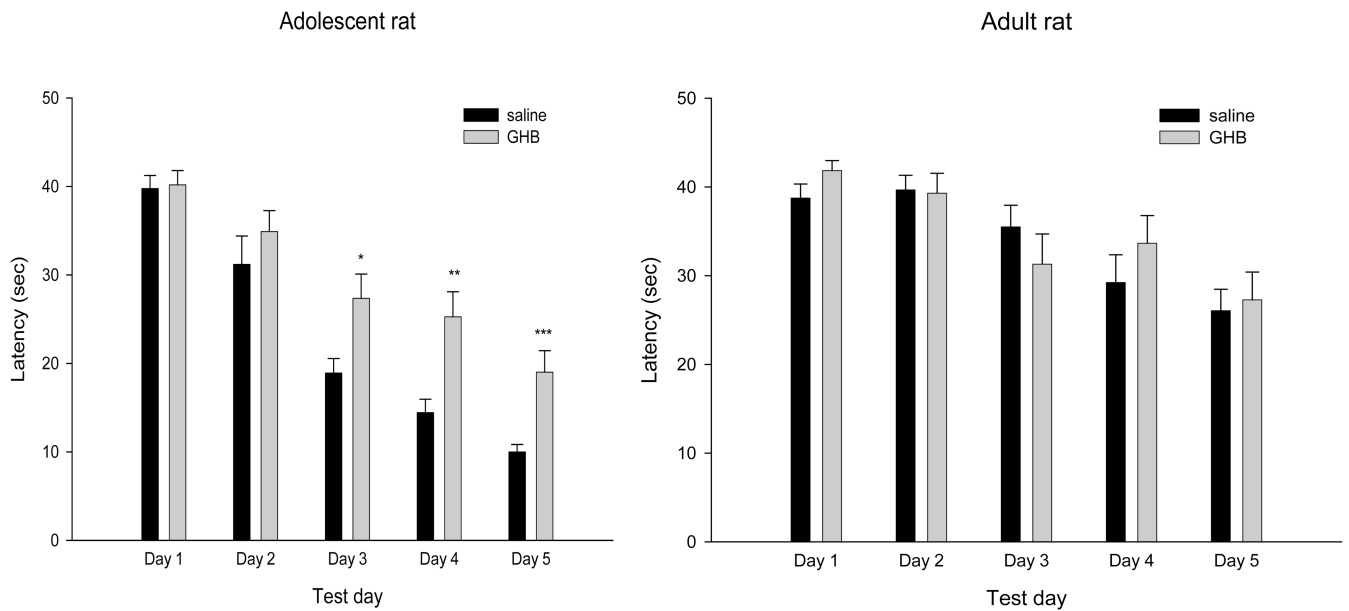 Adolescent rat
50
40
30
20
10
0
Latency (sec)
saline
GHB
*
**
***
Day 1 Day 2 Day 3 Day 4 Day 5
Test day
Adult rat
50
40
30
20
10
0
Latency (sec)
saline
GHB
Day 1 Day 2 Day 3 Day 4 Day 5
Test day